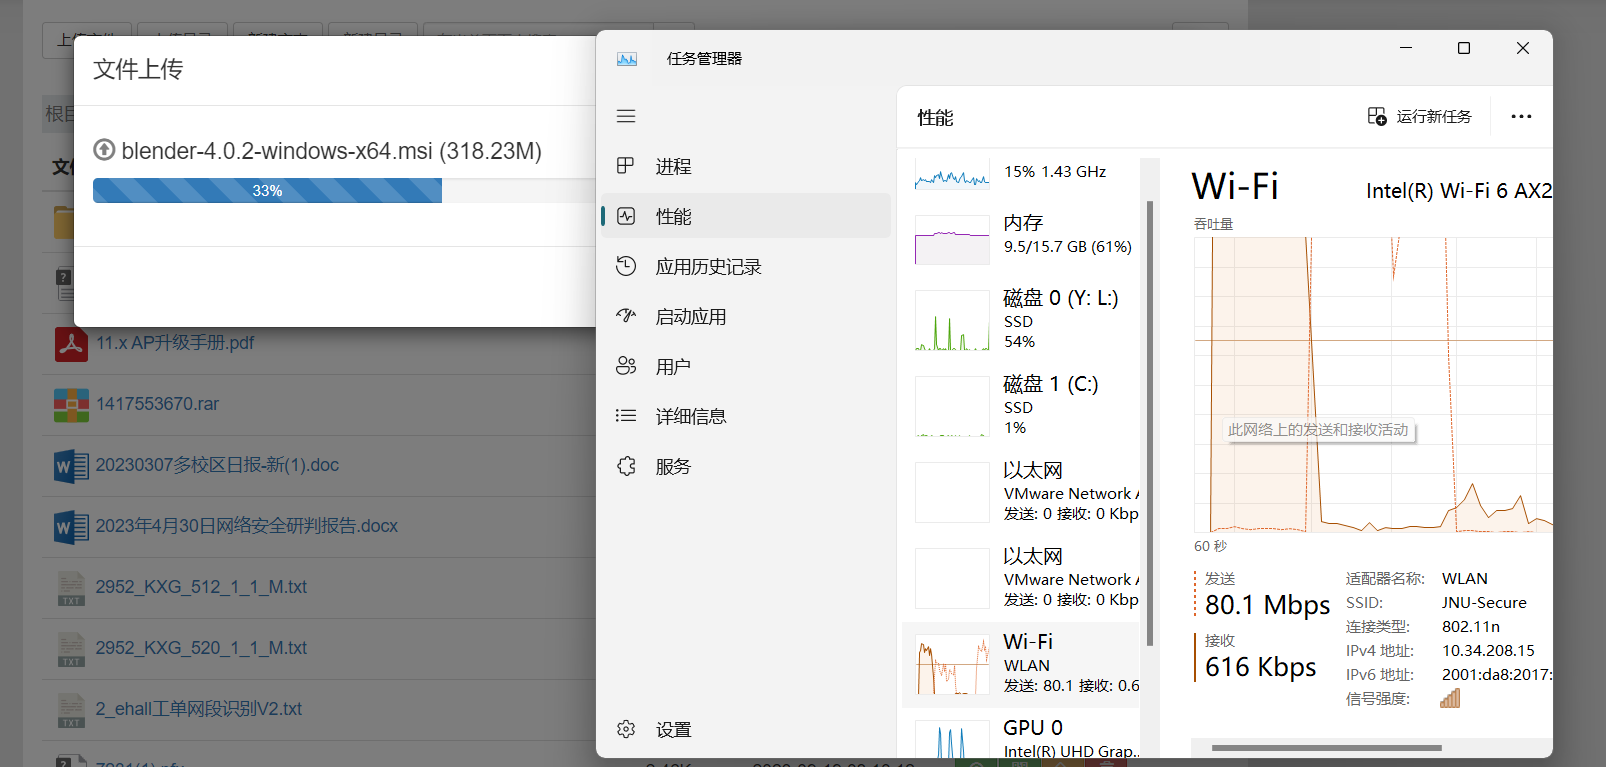 文件上传
blender-4.0.2-windows-x64.msi (318.23M)
33%
文
11.x AP升级手册.pdf
1417553670.rar
20230307多校区日报-新(1).doc
2023年4月30日网络安全研判报告.docx
2952_KXG_512_1_1_M.txt
2952_KXG_520_1_1_M.txt
2_ehall工单网段识别V2.txt
任务管理器
进程
性能
应用历史记录
启动应用
用户
详细信息
服务
设置
性能
运行新任务
15% 1.43 GHz
内存
9.5/15.7 GB (61%)
磁盘 0 (Y: L:)
SSD
54%
磁盘 1 (C:)
SSD
1%
以太网
VMware Network A
发送: 0 接收: 0 Kbp
以太网
VMware Network A
发送: 0 接收: 0 Kbp
Wi-Fi
WLAN
发送: 80.1 接收: 0.6
GPU 0
Intel(R) UHD Grap...
Wi-Fi
Intel(R) Wi-Fi 6 AX2
吞吐量
此网络上的发送和接收活动
60 秒
发送
80.1 Mbps
接收
616 Kbps
适配器名称: WLAN
SSID: JNU-Secure
连接类型: 802.11n
IPv4 地址: 10.34.208.15
IPv6 地址: 2001:da8:2017:
信号强度: